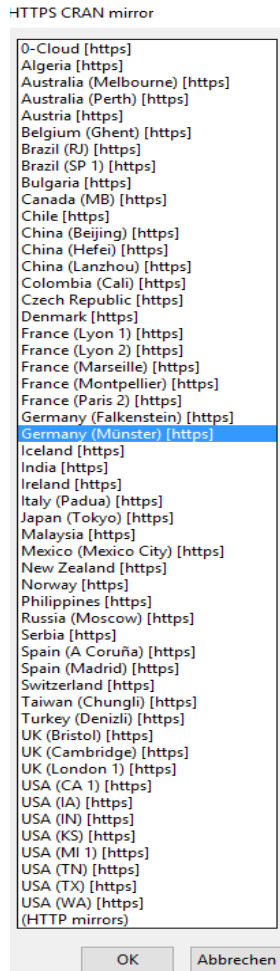 HTTPS CRAN mirror
0-Cloud [https]
Algeria [https]
Australia (Melbourne) [https]
Australia (Perth) [https]
Austria [https]
Belgium (Ghent) [https]
Brazil (RJ) [https]
Brazil (SP 1) [https]
Bulgaria [https]
Canada (MB) [https]
Chile [https]
China (Beijing) [https]
China (Hefei) [https]
China (Lanzhou) [https]
Colombia (Cali) [https]
Czech Republic [https]
Denmark [https]
France (Lyon 1) [https]
France (Lyon 2) [https]
France (Marseille) [https]
France (Montpellier) [https]
France (Paris 2) [https]
Germany (Falkenstein) [https]
Germany (Münster) [https]
Iceland [https]
India [https]
Ireland [https]
Italy (Padua) [https]
Japan (Tokyo) [https]
Malaysia [https]
Mexico (Mexico City) [https]
New Zealand [https]
Norway [https]
Philippines [https]
Russia (Moscow) [https]
Serbia [https]
Spain (A Coruña) [https]
Spain (Madrid) [https]
Switzerland [https]
Taiwan (Chungli) [https]
Turkey (Denizli) [https]
UK (Bristol) [https]
UK (Cambridge) [https]
UK (London 1) [https]
USA (CA 1) [https]
USA (IA) [https]
USA (IN) [https]
USA (KS) [https]
USA (MI 1) [https]
USA (TN) [https]
USA (TX) [https]
USA (WA) [https]
(HTTP mirrors)
OK Abbrechen